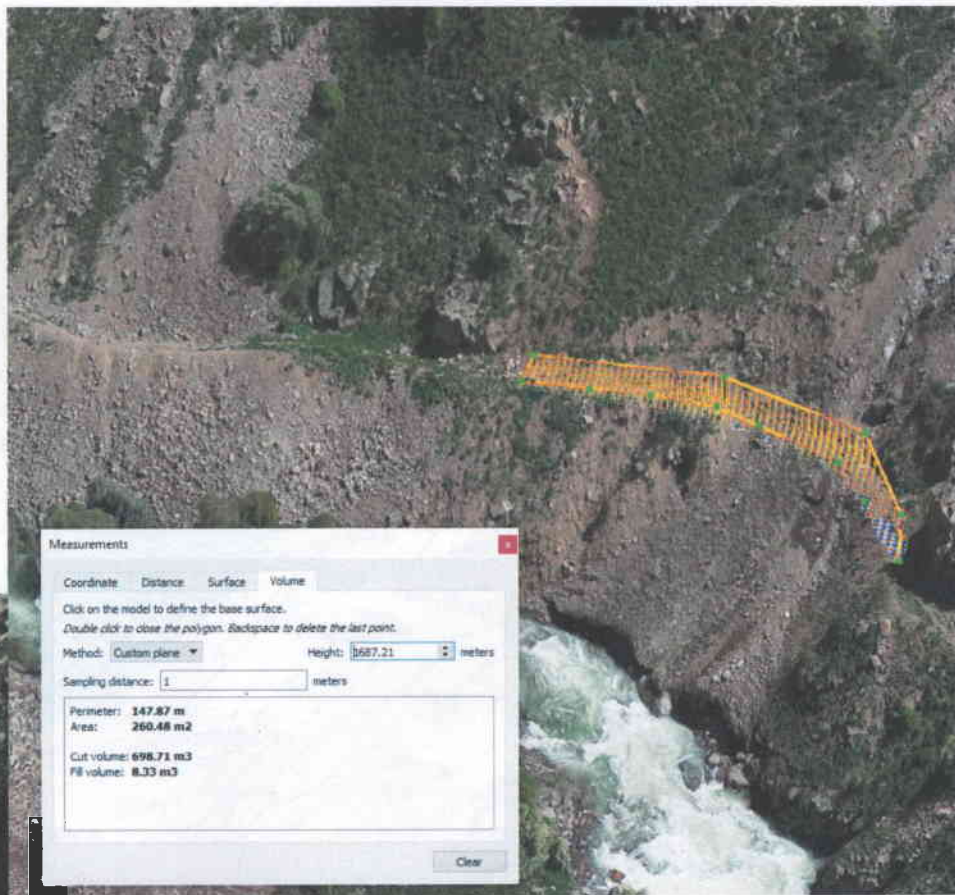 Measurements
x
Coordinate Distance Surface Volume
Click on the model to define the base surface.
Double click to close the polygon. Backspace to delete the last point.
Method: Custom plane Height: 1687.21 meters
Sampling distance: 1 meters
Perimeter: 147.87 m
Area: 260.48 m2
Cut volume: 698.71 m3
Fill volume: 8.33 m3
Clear